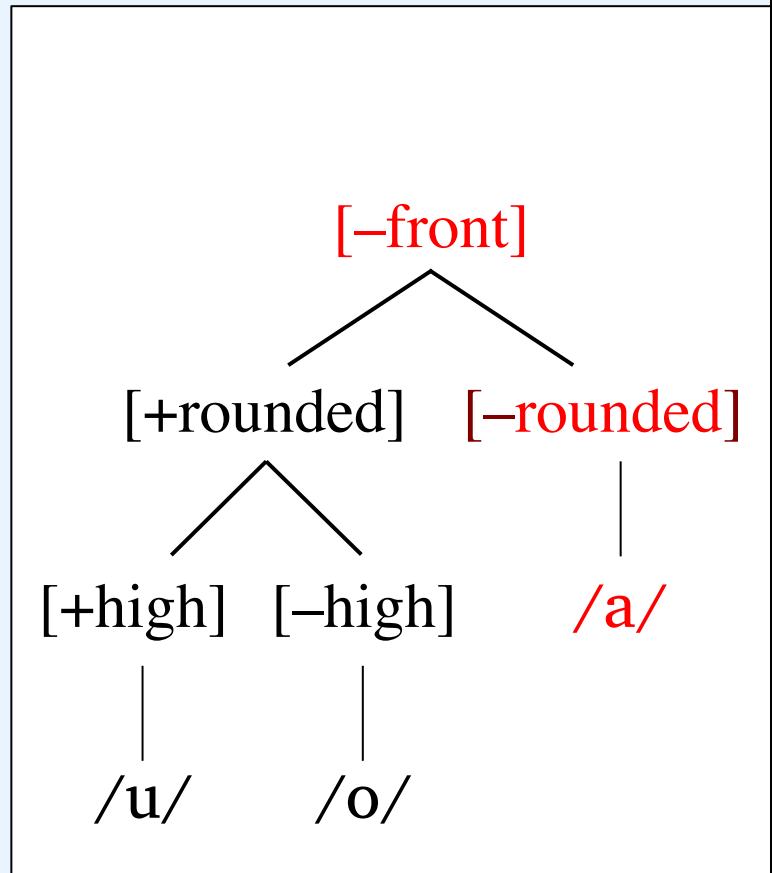 [–front]
[+rounded] [–rounded]
[+high] [–high] /a/
/u/ /o/